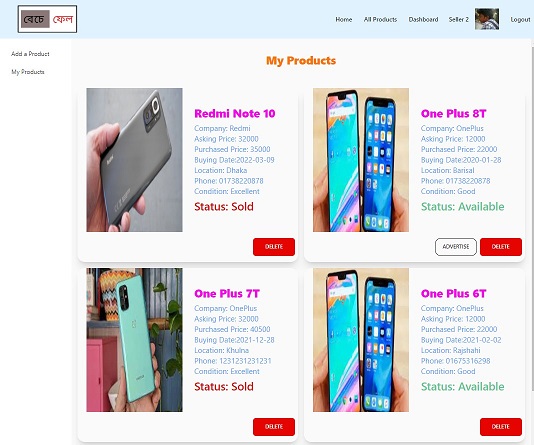 বেচে ফেল
Home All Products Dashboard Seller 2 Logout
Add a Product
My Products
My Products
Redmi Note 10
Company: Redmi
Asking Price: 32000
Purchased Price: 35000
Buying Date:2022-03-09
Location: Dhaka
Phone: 01738220878
Condition: Excellent
Status: Sold
DELETE
One Plus 8T
Company: OnePlus
Asking Price: 12000
Purchased Price: 22000
Buying Date:2020-01-28
Location: Barisal
Phone: 01738220878
Condition: Good
Status: Available
ADVERTISE DELETE
One Plus 7T
Company: OnePlus
Asking Price: 32000
Purchased Price: 40500
Buying Date:2021-12-28
Location: Khulna
Phone: 1231231231231
Condition: Excellent
Status: Sold
DELETE
One Plus 6T
Company: OnePlus
Asking Price: 12000
Purchased Price: 22000
Buying Date:2021-02-02
Location: Rajshahi
Phone: 01675316298
Condition: Good
Status: Available
DELETE